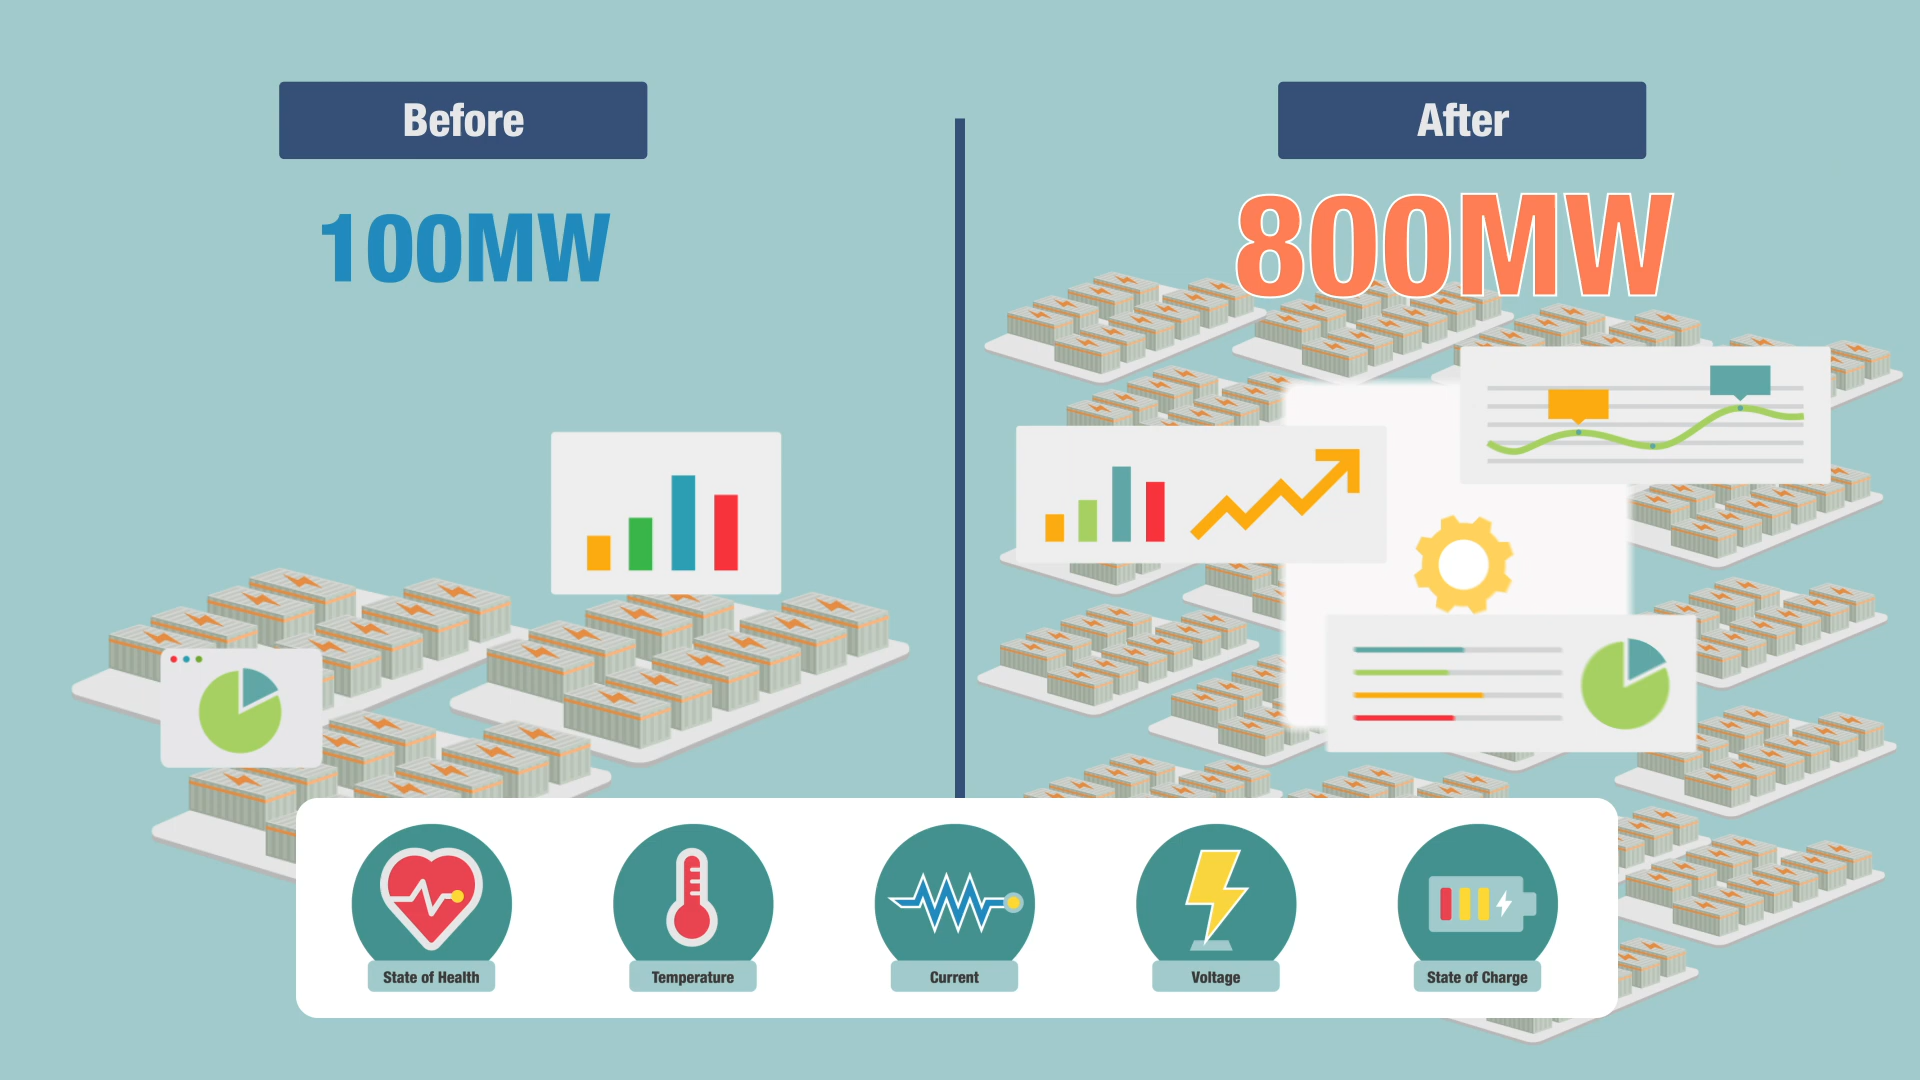 Before
After
100MW
800MW
State of Health
Temperature
Current
Voltage
State of Charge